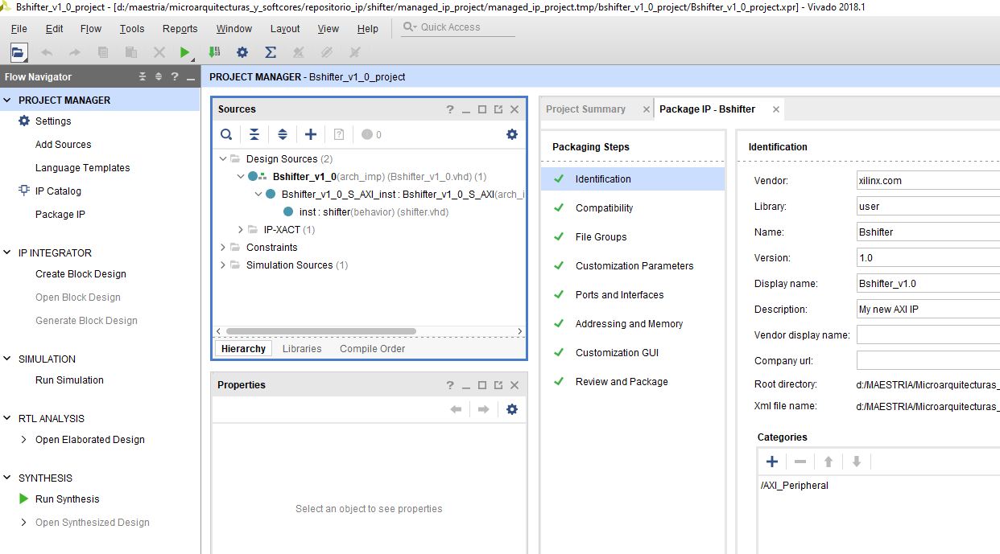 Bshifter_v1_0_project - [d:/maestria/microarquitecturas_y_softcores/repositorio_ip/shifter/managed_ip_project/managed_ip_project.tmp/bshifter_v1_0_project/Bshifter_v1_0_project.xpr] - Vivado 2018.1
File Edit Flow Tools Reports Window Layout View Help Quick Access
Flow Navigator
PROJECT MANAGER
Settings
Add Sources
Language Templates
IP Catalog
Package IP
IP INTEGRATOR
Create Block Design
Open Block Design
Generate Block Design
SIMULATION
Run Simulation
RTL ANALYSIS
Open Elaborated Design
SYNTHESIS
Run Synthesis
Open Synthesized Design
PROJECT MANAGER - Bshifter_v1_0_project
Sources
0
Design Sources (2)
Bshifter_v1_0(arch_imp) (Bshifter_v1_0.vhd) (1)
Bshifter_v1_0_S_AXI_inst : Bshifter_v1_0_S_AXI(arch_i
inst : shifter(behavior) (shifter.vhd)
IP-XACT (1)
Constraints
Simulation Sources (1)
Hierarchy Libraries Compile Order
Properties
Select an object to see properties
Project Summary Package IP - Bshifter
Packaging Steps
Identification
Compatibility
File Groups
Customization Parameters
Ports and Interfaces
Addressing and Memory
Customization GUI
Review and Package
Identification
Vendor: xilinx.com
Library: user
Name: Bshifter
Version: 1.0
Display name: Bshifter_v1.0
Description: My new AXI IP
Vendor display name:
Company url:
Root directory: d:/MAESTRIA/Microarquitecturas_
Xml file name: d:/MAESTRIA/Microarquitecturas_
Categories
/AXI_Peripheral